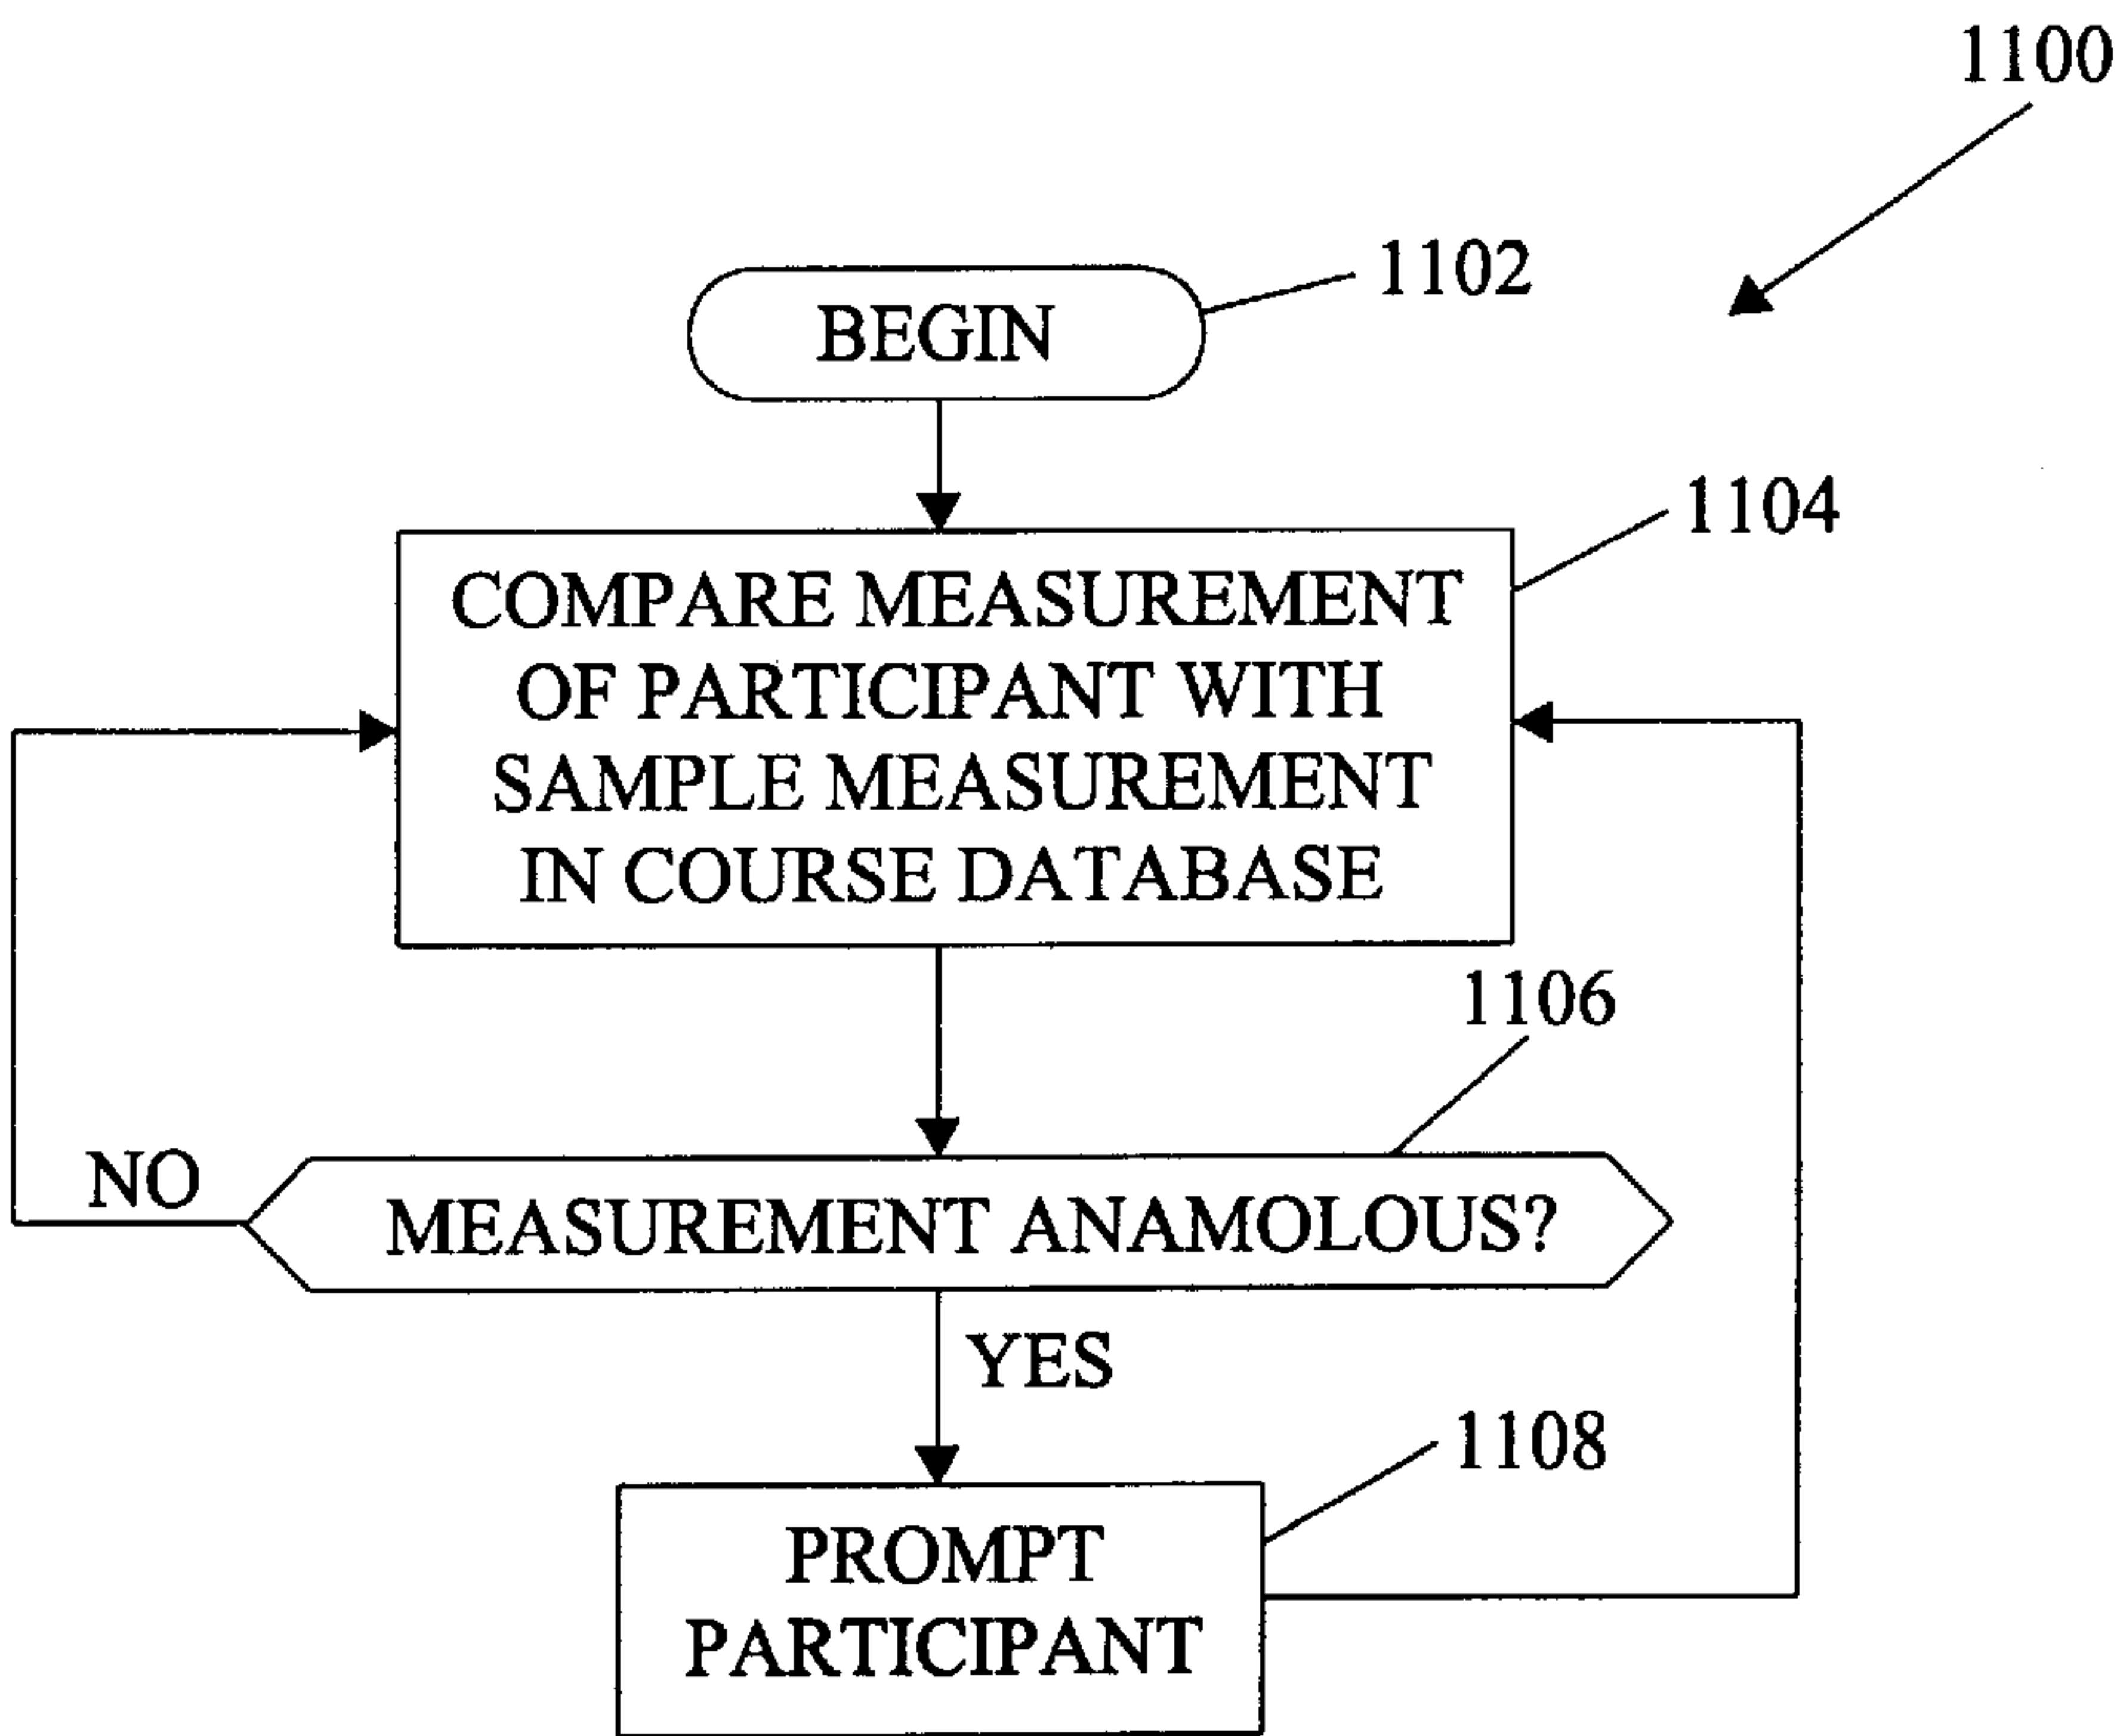 1100
BEGIN
1102
COMPARE MEASUREMENT
OF PARTICIPANT WITH
SAMPLE MEASUREMENT
IN COURSE DATABASE
1104
1106
NO
MEASUREMENT ANAMOLOUS?
YES
1108
PROMPT
PARTICIPANT